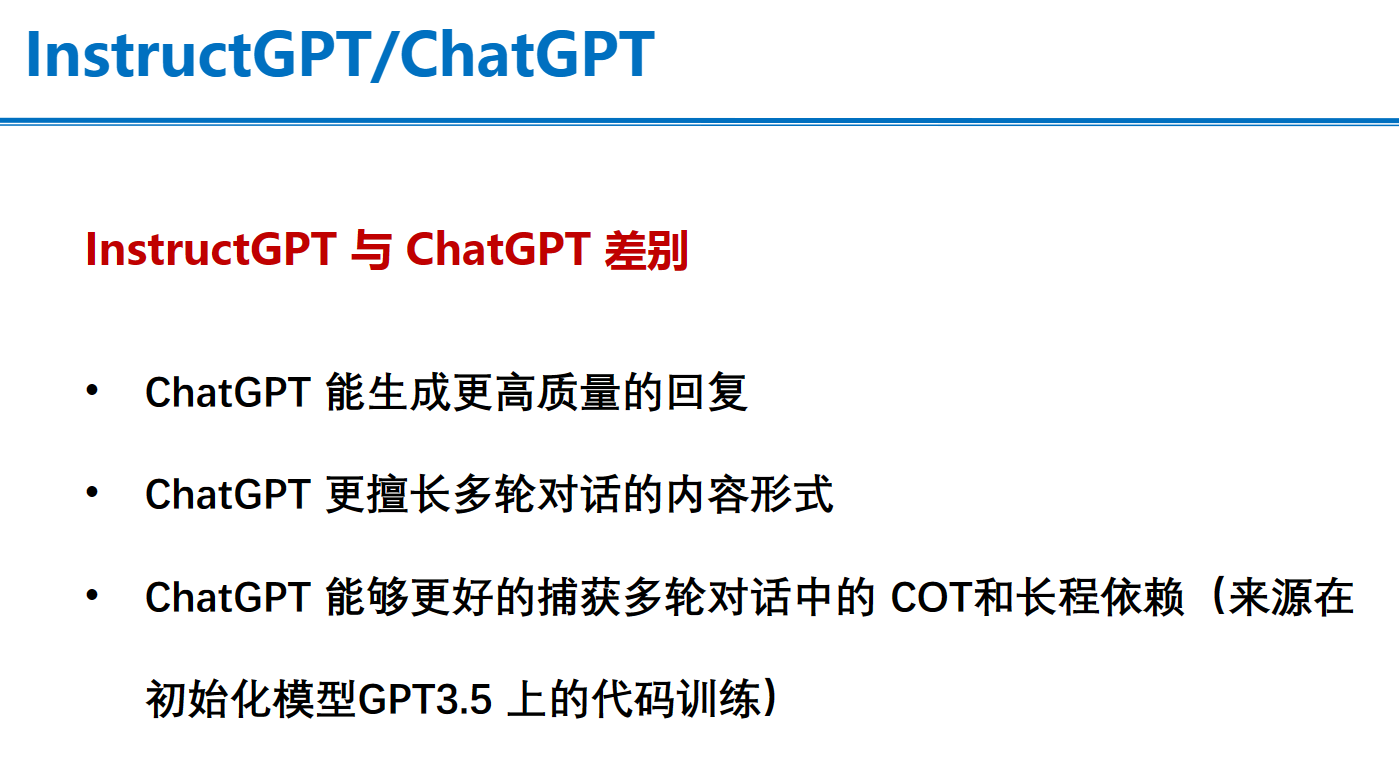 InstructGPT/ChatGPT
InstructGPT 与 ChatGPT 差别
• ChatGPT 能生成更高质量的回复
• ChatGPT 更擅长多轮对话的内容形式
• ChatGPT 能够更好的捕获多轮对话中的 COT和长程依赖（来源在
初始化模型GPT3.5 上的代码训练）